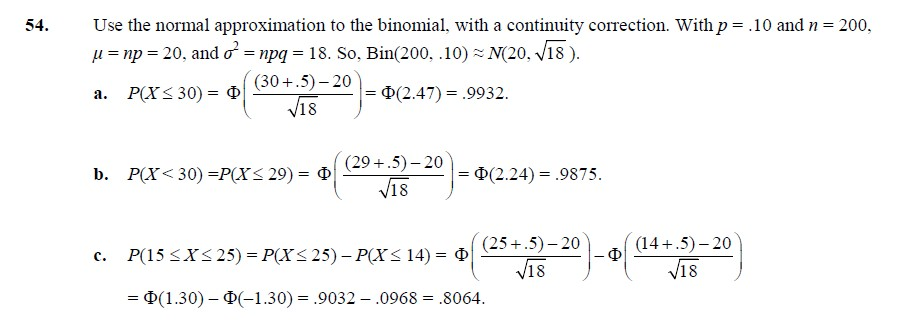 54. Use the normal approximation to the binomial, with a continuity correction. With p = .10 and n = 200,
μ = np = 20, and σ² = npq = 18. So, Bin(200, .10) ≈ N(20, √18 ).
a. P(X ≤ 30) = Φ( ((30 + .5) – 20) / √18 ) = Φ(2.47) = .9932.
b. P(X < 30) =P(X ≤ 29) = Φ( ((29 + .5) – 20) / √18 ) = Φ(2.24) = .9875.
c. P(15 ≤ X ≤ 25) = P(X ≤ 25) – P(X ≤ 14) = Φ( ((25 + .5) – 20) / √18 ) – Φ( ((14 + .5) – 20) / √18 )
= Φ(1.30) – Φ(–1.30) = .9032 – .0968 = .8064.